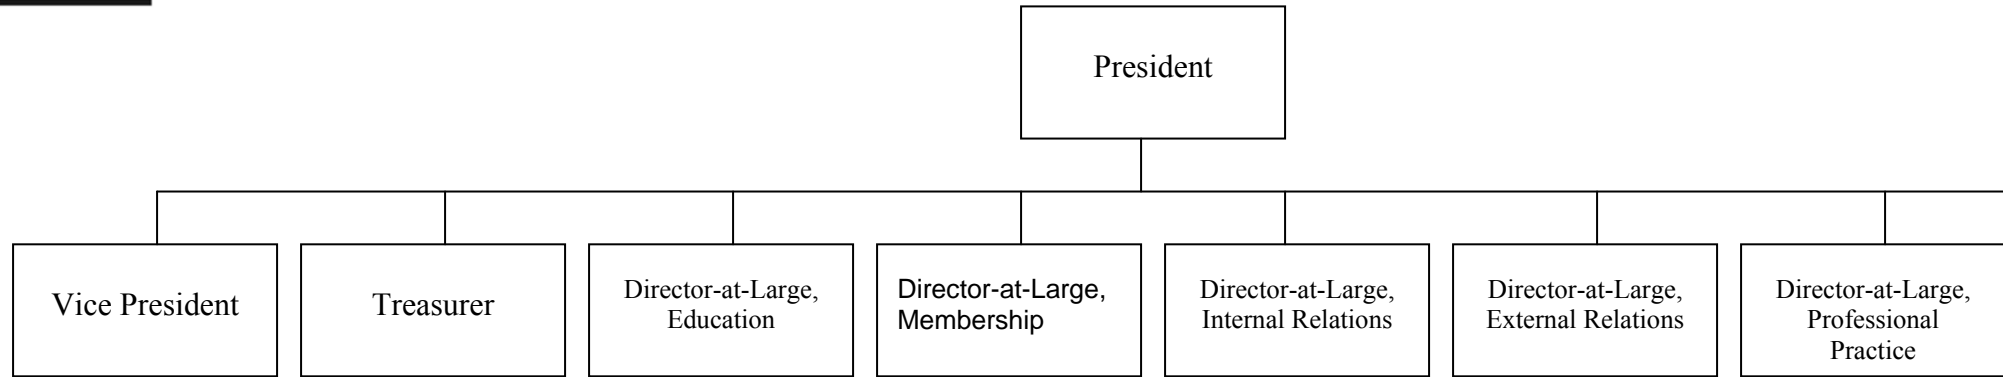 President
Vice President
Treasurer
Director-at-Large,
Education
Director-at-Large,
Membership
Director-at-Large,
Internal Relations
Director-at-Large,
External Relations
Director-at-Large,
Professional
Practice